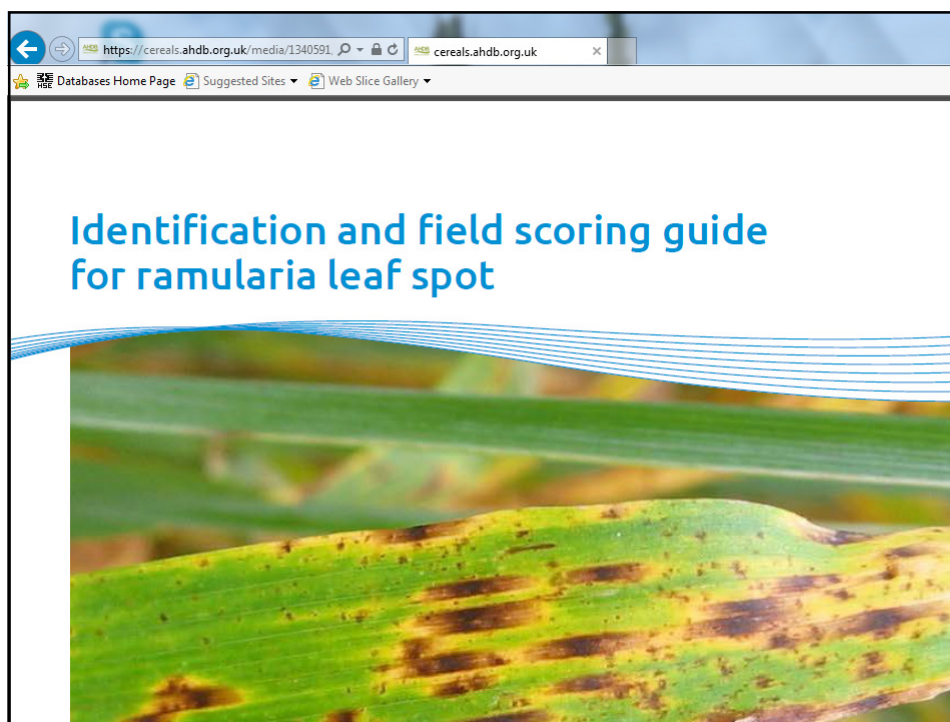 https://cereals.ahdb.org.uk/media/1340591
cereals.ahdb.org.uk
Databases Home Page Suggested Sites Web Slice Gallery
Identification and field scoring guide
for ramularia leaf spot